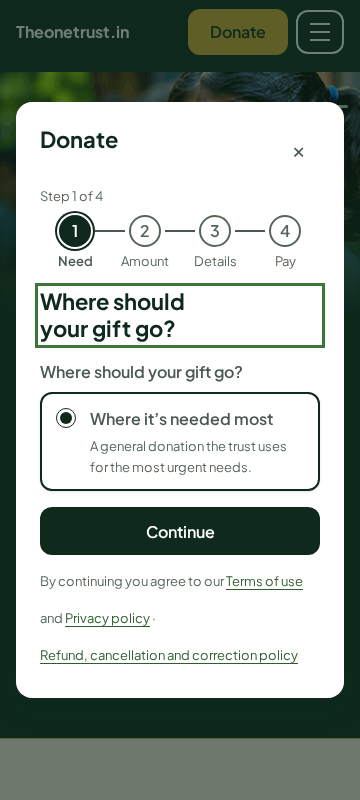 Theonetrust.in
Donate
Donate
×
Step 1 of 4
1 2 3 4
Need Amount Details Pay
Where should
your gift go?
Where should your gift go?
Where it’s needed most
A general donation the trust uses
for the most urgent needs.
Continue
By continuing you agree to our Terms of use
and Privacy policy ·
Refund, cancellation and correction policy